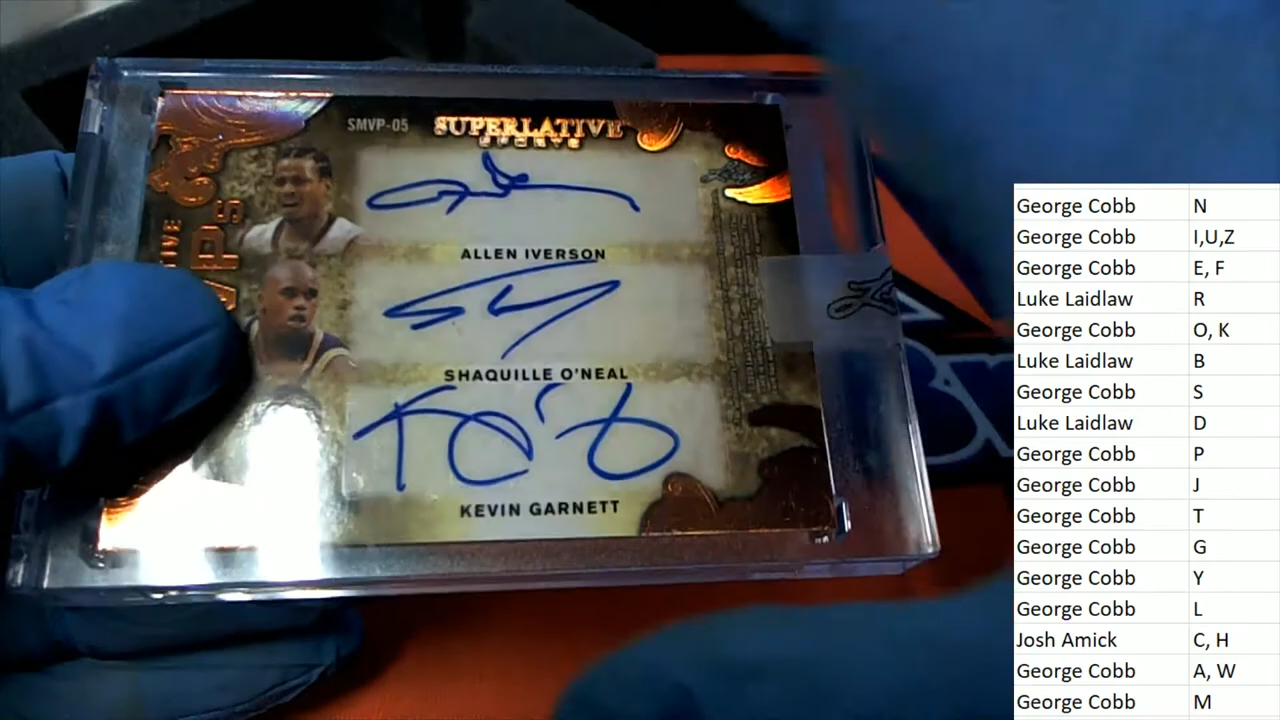 SMVP-05
SUPERLATIVE
ALLEN IVERSON
SHAQUILLE O'NEAL
KEVIN GARNETT
George Cobb N
George Cobb I,U,Z
George Cobb E, F
Luke Laidlaw R
George Cobb O, K
Luke Laidlaw B
George Cobb S
Luke Laidlaw D
George Cobb P
George Cobb J
George Cobb T
George Cobb G
George Cobb Y
George Cobb L
Josh Amick C, H
George Cobb A, W
George Cobb M